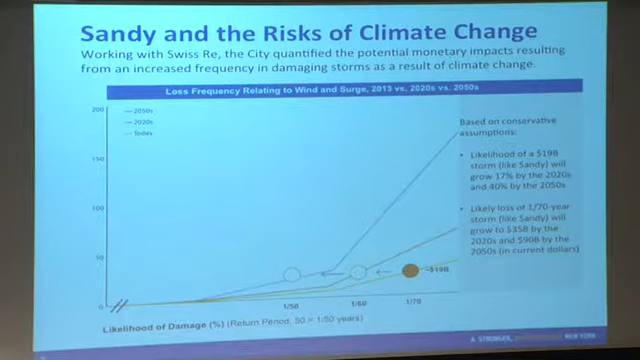 Sandy and the Risks of Climate Change
Working with Swiss Re, the City quantified the potential monetary impacts resulting
from an increased frequency in damaging storms as a result of climate change.
Loss Frequency Relating to Wind and Surge, 2013 vs. 2020s vs. 2050s
200
150
100
50
0
2050s
2020s
Today
~$19B
1/50
1/60
1/70
Likelihood of Damage (%) (Return Period: 50 = 1/50 years)
Based on conservative
assumptions:
• Likelihood of a $19B
storm (like Sandy) will
grow 17% by the 2020s
and 40% by the 2050s
• Likely loss of 1/70-year
storm (like Sandy) will
grow to $35B by the
2020s and $90B by the
2050s (in current dollars)
A STRONGER, NEW YORK